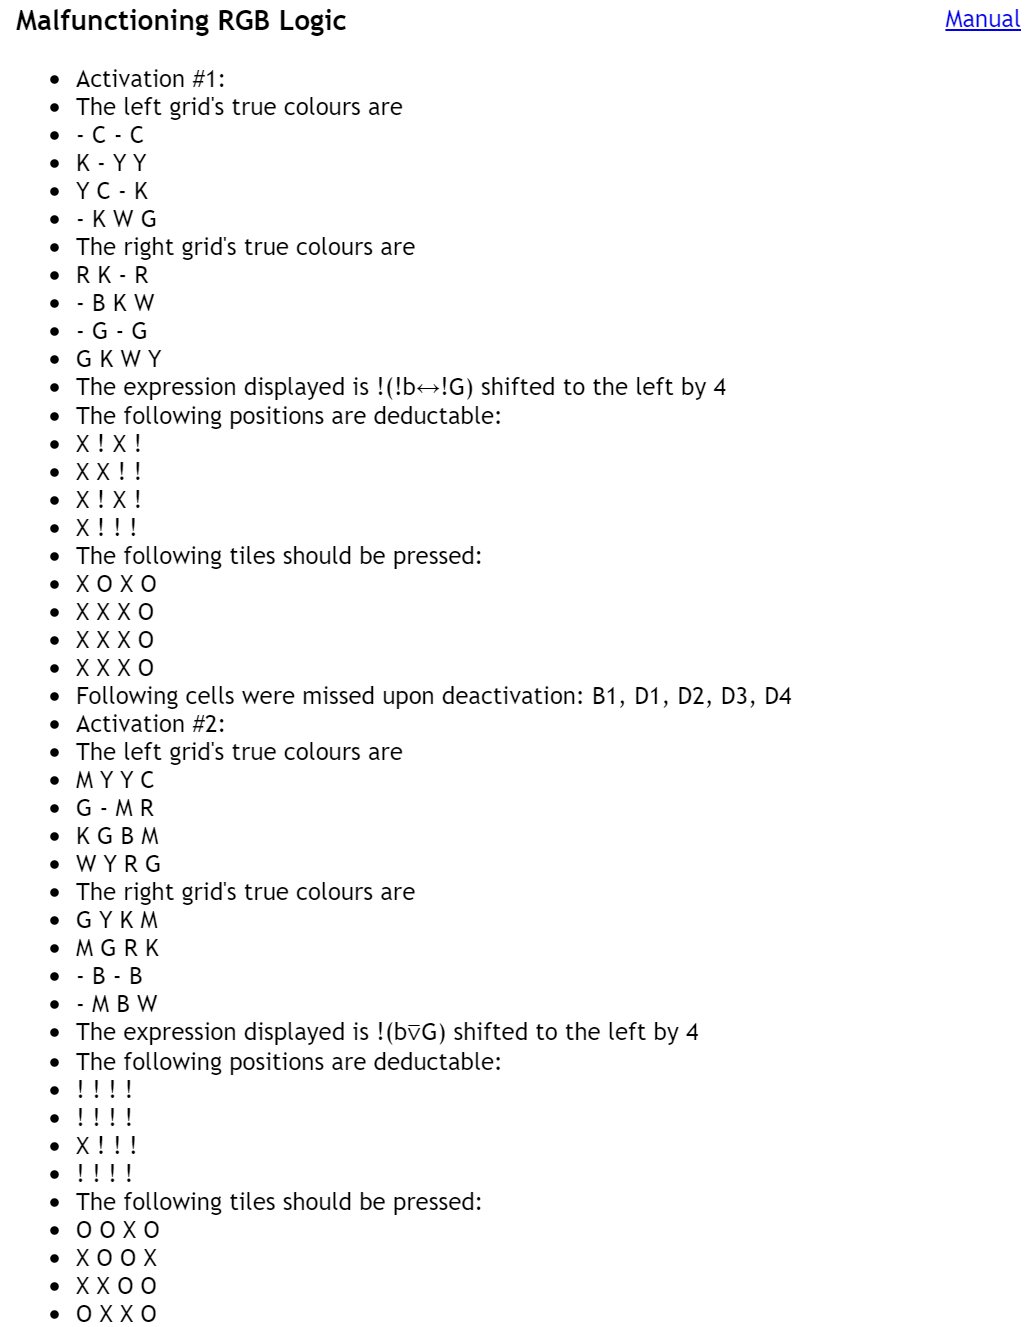 Malfunctioning RGB Logic
Manual
Activation #1:
The left grid's true colours are
- C - C
K - Y Y
Y C - K
- K W G
The right grid's true colours are
R K - R
- B K W
- G - G
G K W Y
The expression displayed is !(!b↔!G) shifted to the left by 4
The following positions are deductable:
X ! X !
X X ! !
X ! X !
X ! ! !
The following tiles should be pressed:
X O X O
X X X O
X X X O
X X X O
Following cells were missed upon deactivation: B1, D1, D2, D3, D4
Activation #2:
The left grid's true colours are
M Y Y C
G - M R
K G B M
W Y R G
The right grid's true colours are
G Y K M
M G R K
- B - B
- M B W
The expression displayed is !(b⊽G) shifted to the left by 4
The following positions are deductable:
! ! ! !
! ! ! !
X ! ! !
! ! ! !
The following tiles should be pressed:
O O X O
X O O X
X X O O
O X X O